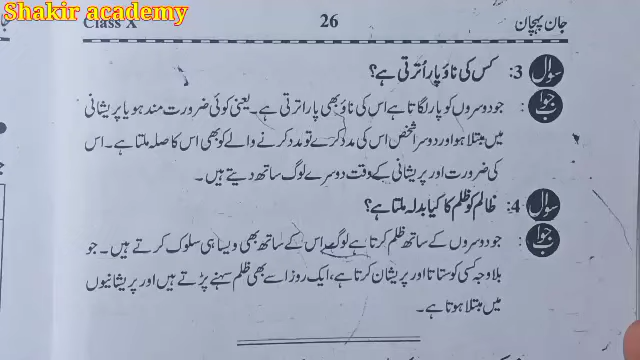 Shakir academy
Class X 26 جان پہچان
سوال 3: کس کی ناؤ پار اُترتی ہے؟
جواب : جو دوسروں کو پار لگاتا ہے اس کی ناؤ بھی پار اترتی ہے۔ یعنی کوئی ضرورت مند ہو یا پریشانی
میں مبتلا ہو اور دوسرا شخص اس کی مدد کرے تو مدد کرنے والے کو بھی اس کا صلہ ملتا ہے۔ اس
کی ضرورت اور پریشانی کے وقت دوسرے لوگ ساتھ دیتے ہیں۔
سوال 4: ظالم کو ظلم کا کیا بدلہ ملتا ہے؟
جواب : جو دوسروں کے ساتھ ظلم کرتا ہے لوگ اس کے ساتھ بھی ویسا ہی سلوک کرتے ہیں۔ جو
بلا وجہ کسی کو ستاتا اور پریشان کرتا ہے، ایک روز اسے بھی ظلم سہنے پڑتے ہیں اور پریشانیوں
میں مبتلا ہوتا ہے۔